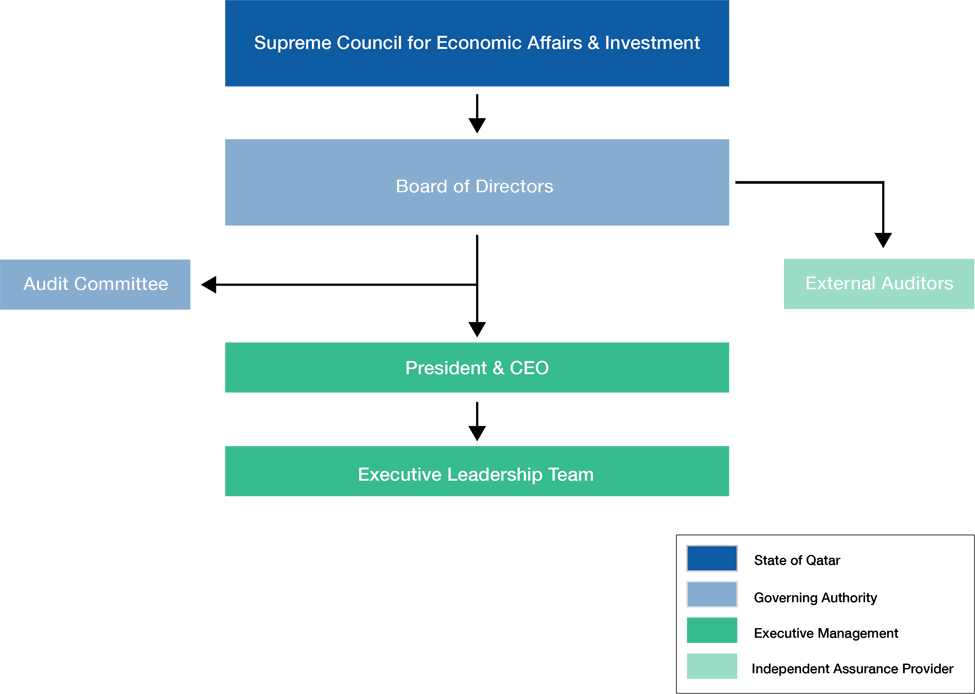 Supreme Council for Economic Affairs & Investment
Board of Directors
Audit Committee
External Auditors
President & CEO
Executive Leadership Team
State of Qatar
Governing Authority
Executive Management
Independent Assurance Provider